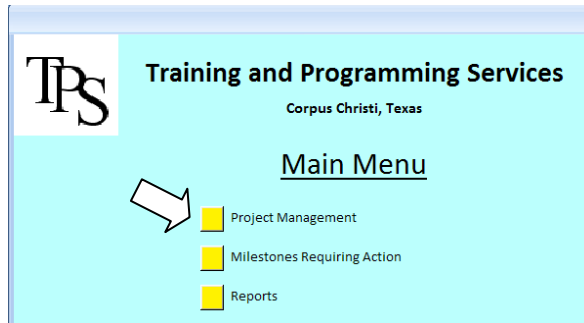 TPS
Training and Programming Services
Corpus Christi, Texas
Main Menu
Project Management
Milestones Requiring Action
Reports